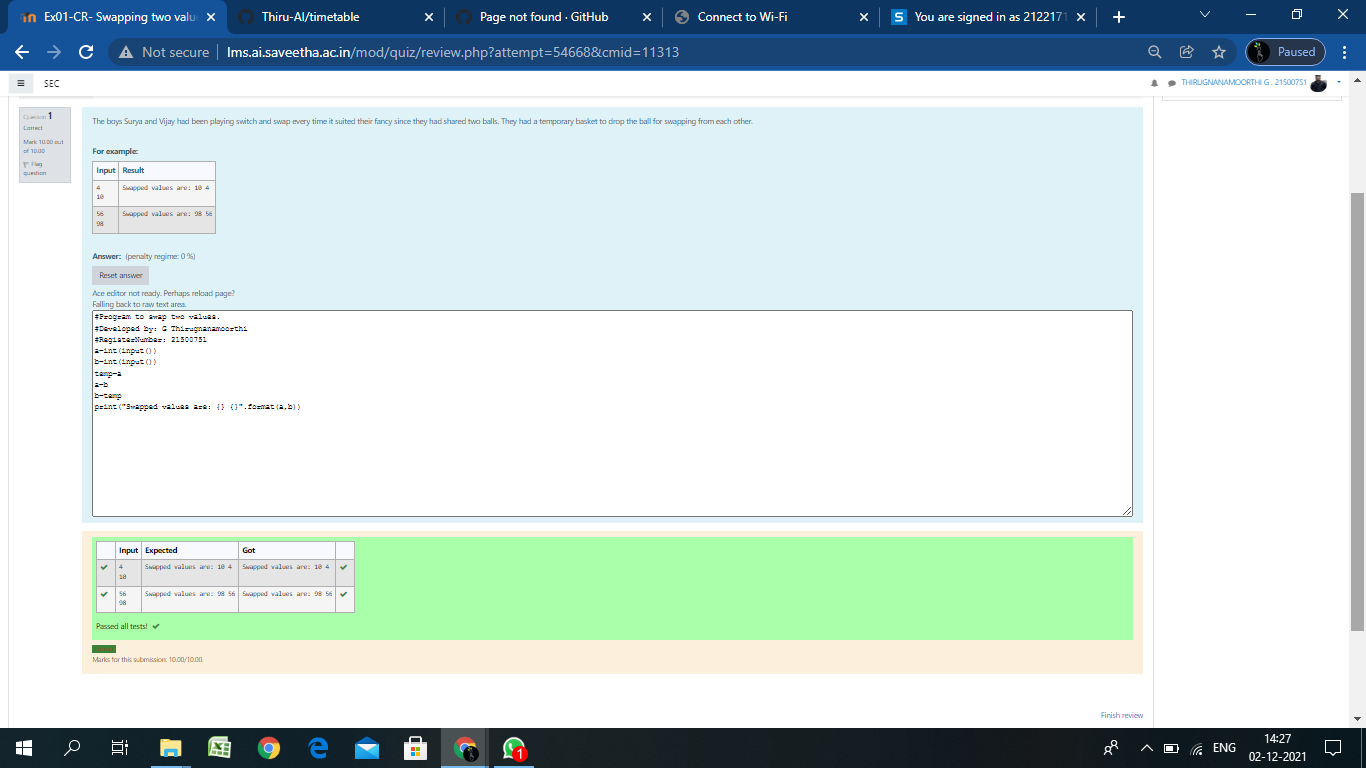 Ex01-CR- Swapping two valu
Thiru-AI/timetable
Page not found · GitHub
Connect to Wi-Fi
You are signed in as 2122171
Not secure
lms.ai.saveetha.ac.in/mod/quiz/review.php?attempt=54668&cmid=11313
Paused
SEC
THIRUGNANAMOORTHI G . 21500751
Question 1
Correct
Mark 10.00 out
of 10.00
Flag
question
The boys Surya and Vijay had been playing switch and swap every time it suited their fancy since they had shared two balls. They had a temporary basket to drop the ball for swapping from each other.
For example:
Input Result
4 Swapped values are: 10 4
10
56 Swapped values are: 98 56
98
Answer: (penalty regime: 0 %)
Reset answer
Ace editor not ready. Perhaps reload page?
Falling back to raw text area.
#Program to swap two values.
#Developed by: G Thirugnanamoorthi
#RegisterNumber: 21500751
a=int(input())
b=int(input())
temp=a
a=b
b=temp
print("Swapped values are: {} {}".format(a,b))
Input Expected Got
4 Swapped values are: 10 4 Swapped values are: 10 4
10
56 Swapped values are: 98 56 Swapped values are: 98 56
98
Passed all tests!
Marks for this submission: 10.00/10.00.
Finish review
1
ENG
14:27
02-12-2021